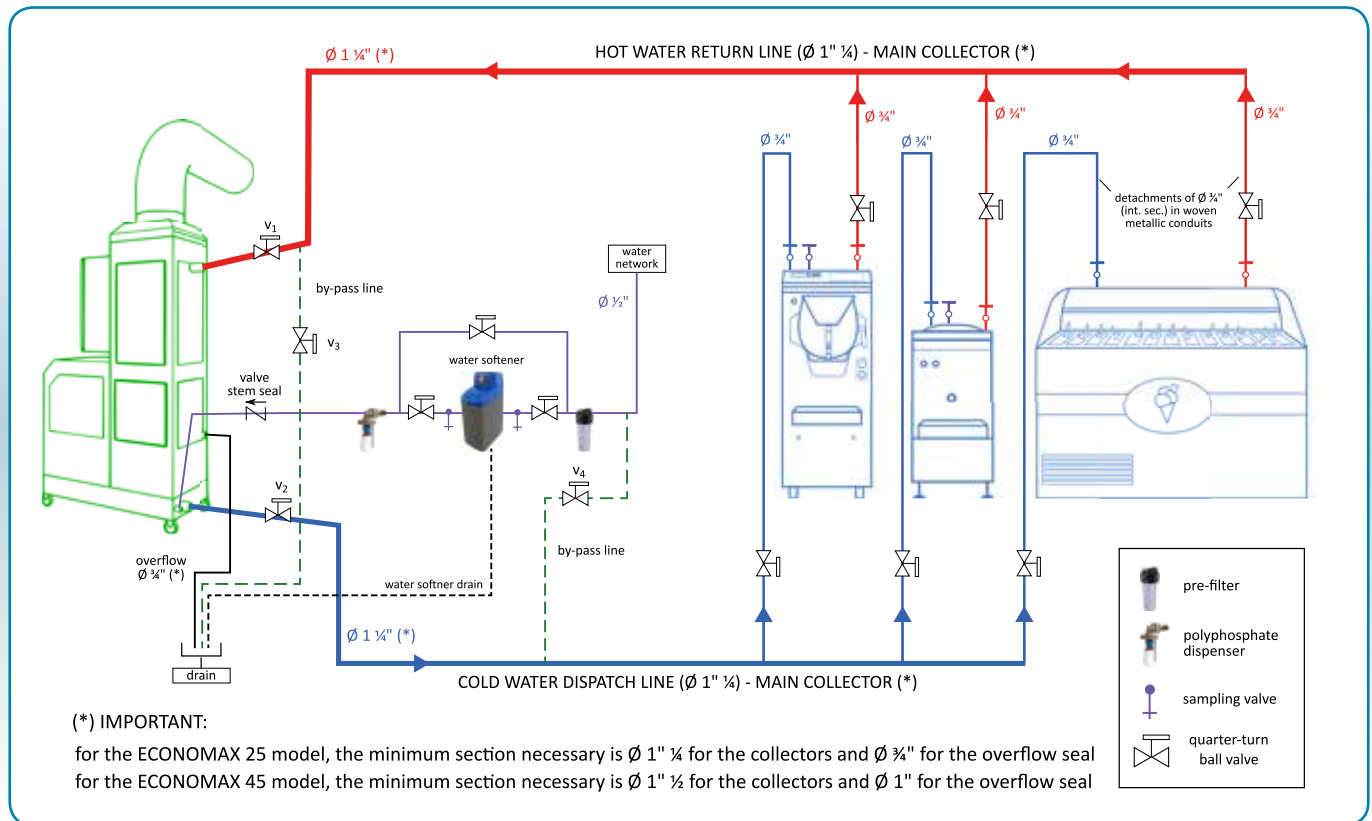 Ø 1 ¼" (*)
HOT WATER RETURN LINE (Ø 1" ¼) - MAIN COLLECTOR (*)
Ø ¾"
Ø ¾"
Ø ¾"
Ø ¾"
Ø ¾"
Ø ¾"
detachments of Ø ¾"
(int. sec.) in woven
metallic conduits
v1
water
network
by-pass line
Ø ½"
v3
water softener
valve
stem seal
v4
v2
by-pass line
overflow
Ø ¾" (*)
water softner drain
Ø 1 ¼" (*)
drain
COLD WATER DISPATCH LINE (Ø 1" ¼) - MAIN COLLECTOR (*)
pre-filter
polyphosphate
dispenser
sampling valve
quarter-turn
ball valve
(*) IMPORTANT:
for the ECONOMAX 25 model, the minimum section necessary is Ø 1" ¼ for the collectors and Ø ¾" for the overflow seal
for the ECONOMAX 45 model, the minimum section necessary is Ø 1" ½ for the collectors and Ø 1" for the overflow seal